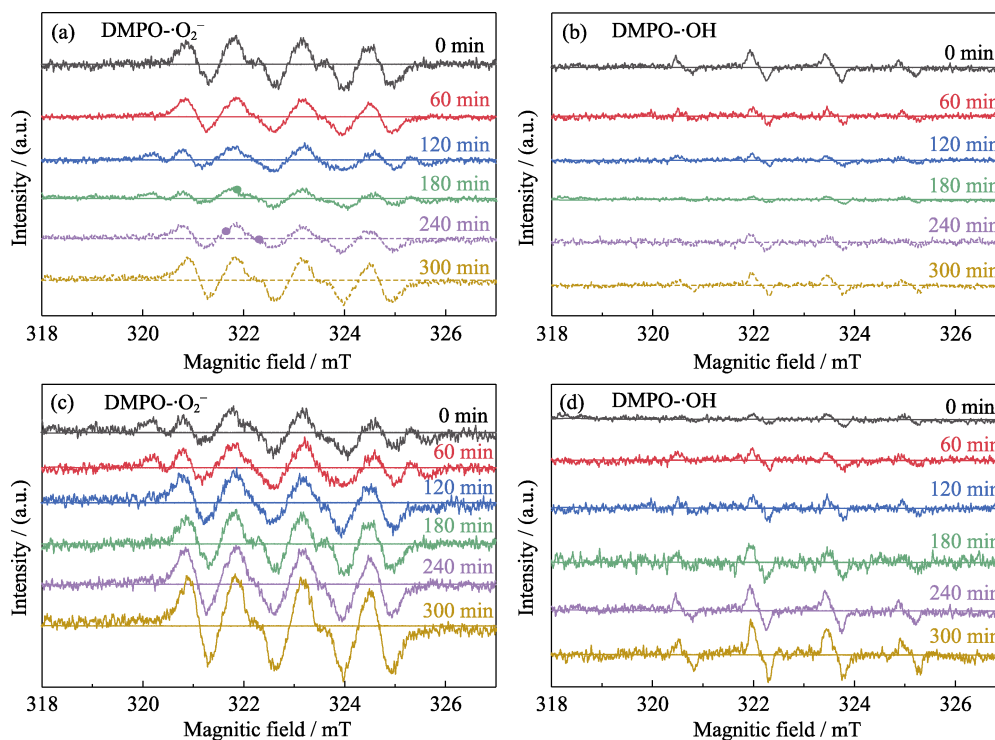 (a) DMPO-·O₂⁻
0 min
60 min
120 min
180 min
240 min
300 min
Intensity / (a.u.)
318 320 322 324 326
Magnitic field / mT
(b) DMPO-·OH
0 min
60 min
120 min
180 min
240 min
300 min
Intensity / (a.u.)
318 320 322 324 326
Magnitic field / mT
(c) DMPO-·O₂⁻
0 min
60 min
120 min
180 min
240 min
300 min
Intensity / (a.u.)
318 320 322 324 326
Magnitic field / mT
(d) DMPO-·OH
0 min
60 min
120 min
180 min
240 min
300 min
Intensity / (a.u.)
318 320 322 324 326
Magnitic field / mT